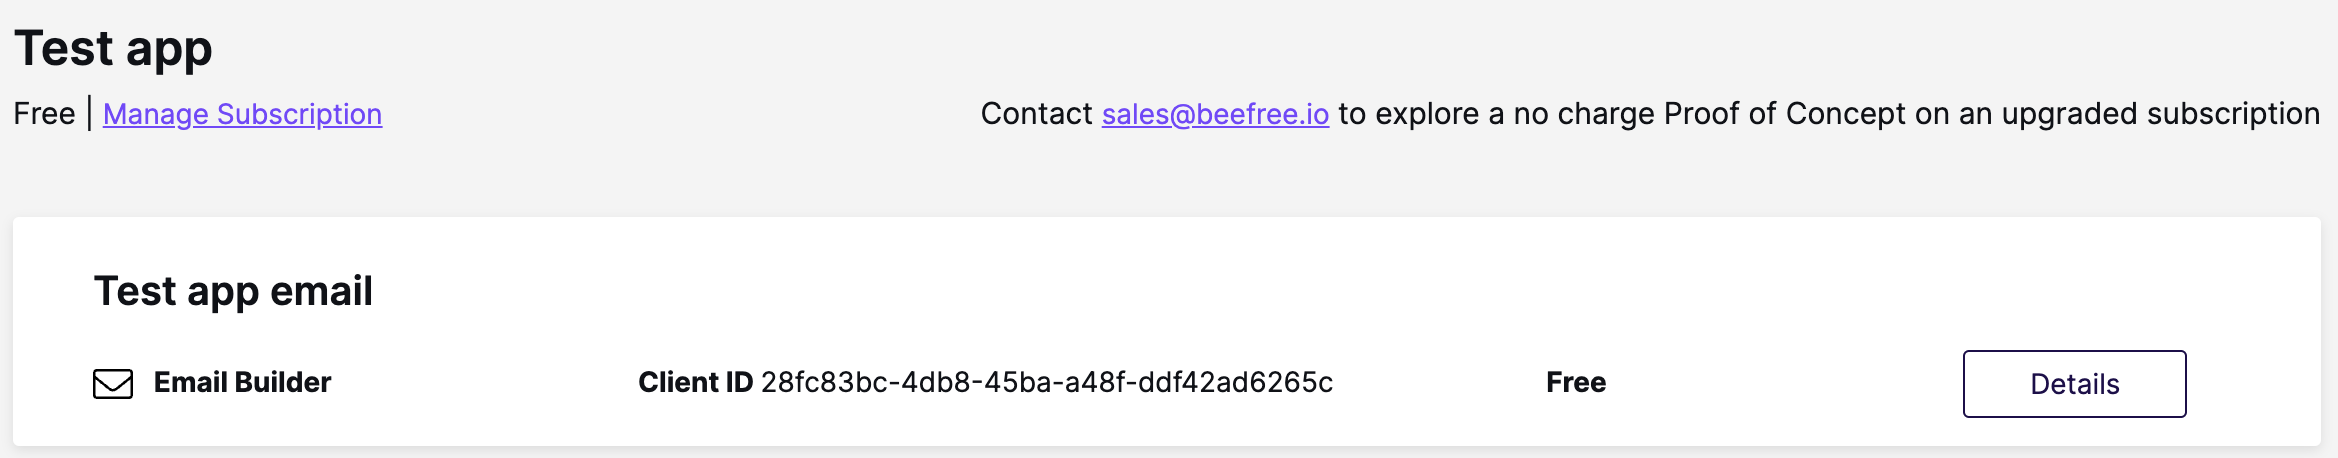 Test app
Free | Manage Subscription
Contact sales@beefree.io to explore a no charge Proof of Concept on an upgraded subscription
Test app email
Email Builder
Client ID 28fc83bc-4db8-45ba-a48f-ddf42ad6265c
Free
Details